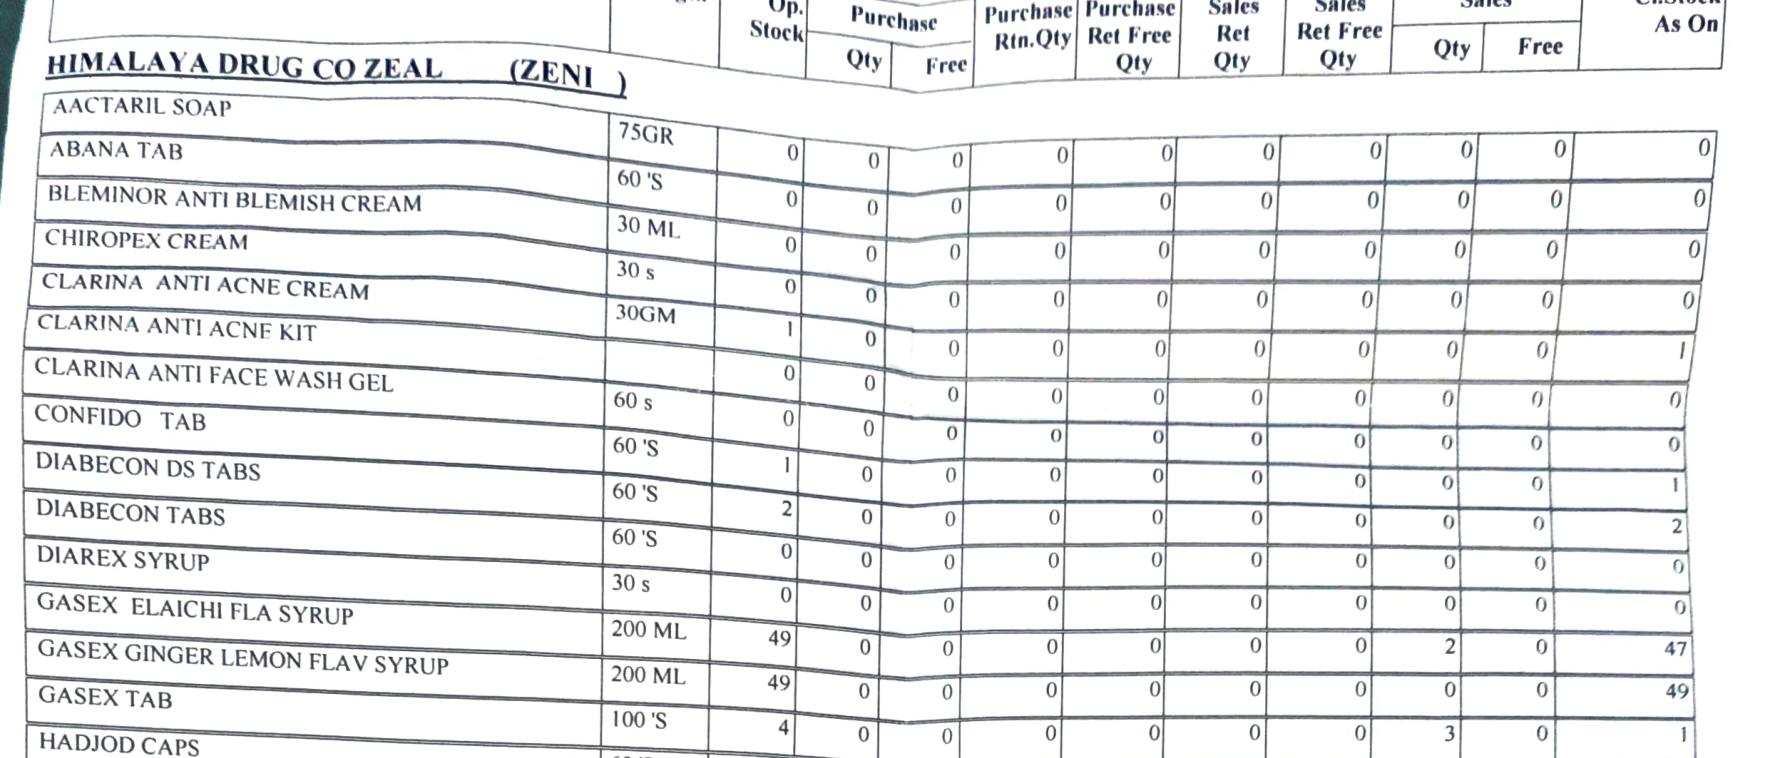 Op. Stock Purchase Purchase Rtn.Qty Purchase Ret Free Qty Sales Ret Qty Sales Ret Free Qty Sales As On
Qty Free Qty Free
HIMALAYA DRUG CO ZEAL (ZENI )
AACTARIL SOAP 75GR 0 0 0 0 0 0 0 0 0 0
ABANA TAB 60 'S 0 0 0 0 0 0 0 0 0 0
BLEMINOR ANTI BLEMISH CREAM 30 ML 0 0 0 0 0 0 0 0 0 0
CHIROPEX CREAM 30 s 0 0 0 0 0 0 0 0 0 0
CLARINA ANTI ACNE CREAM 30GM 1 0 0 0 0 0 0 0 0 1
CLARINA ANTI ACNE KIT 0 0 0 0 0 0 0 0 0 0
CLARINA ANTI FACE WASH GEL 60 s 0 0 0 0 0 0 0 0 0 0
CONFIDO TAB 60 'S 1 0 0 0 0 0 0 0 0 1
DIABECON DS TABS 60 'S 2 0 0 0 0 0 0 0 0 2
DIABECON TABS 60 'S 0 0 0 0 0 0 0 0 0 0
DIAREX SYRUP 30 s 0 0 0 0 0 0 0 0 0 0
GASEX ELAICHI FLA SYRUP 200 ML 49 0 0 0 0 0 0 2 0 47
GASEX GINGER LEMON FLAV SYRUP 200 ML 49 0 0 0 0 0 0 0 0 49
GASEX TAB 100 'S 4 0 0 0 0 0 0 3 0 1
HADJOD CAPS